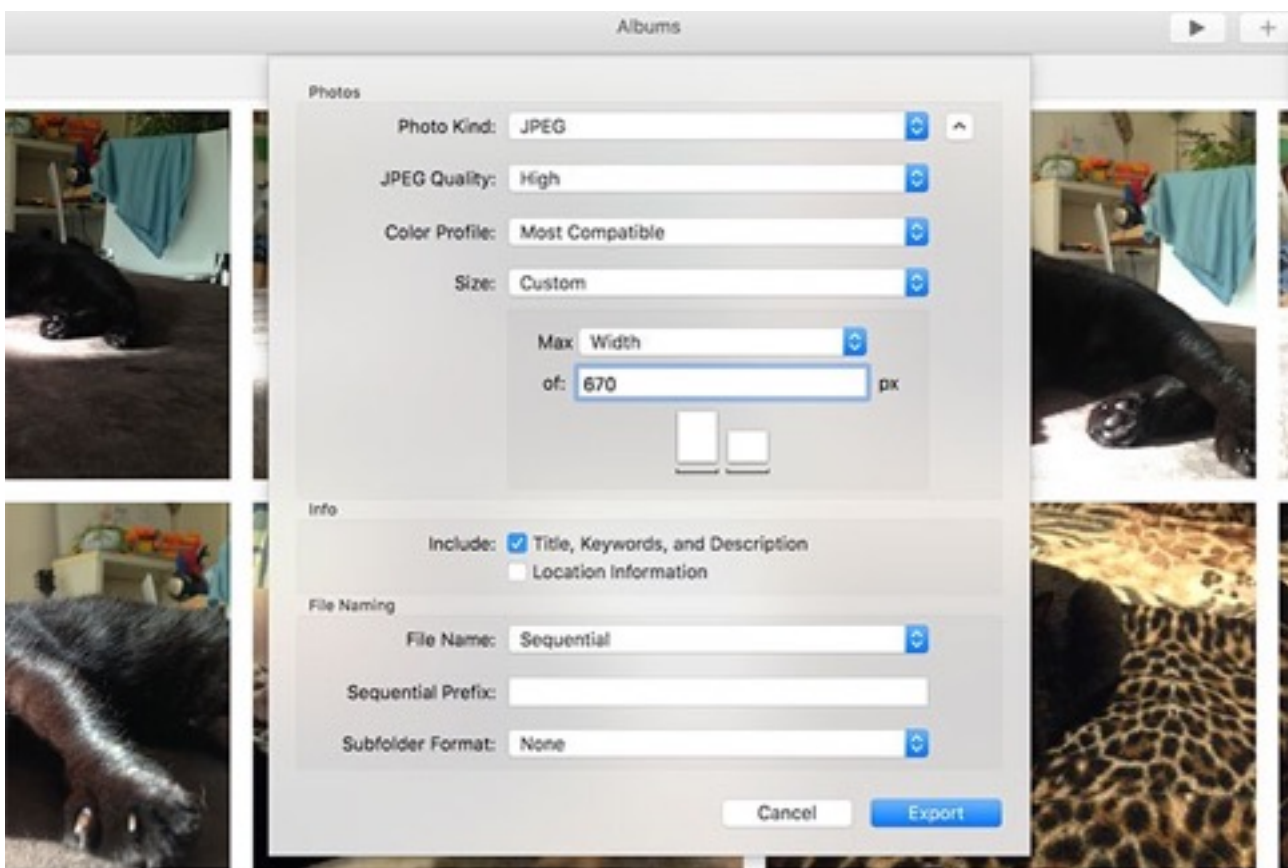 Albums
Photos
Photo Kind: JPEG
JPEG Quality: High
Color Profile: Most Compatible
Size: Custom
Max Width
of: 670 px
Info
Include: Title, Keywords, and Description
Location Information
File Naming
File Name: Sequential
Sequential Prefix:
Subfolder Format: None
Cancel Export